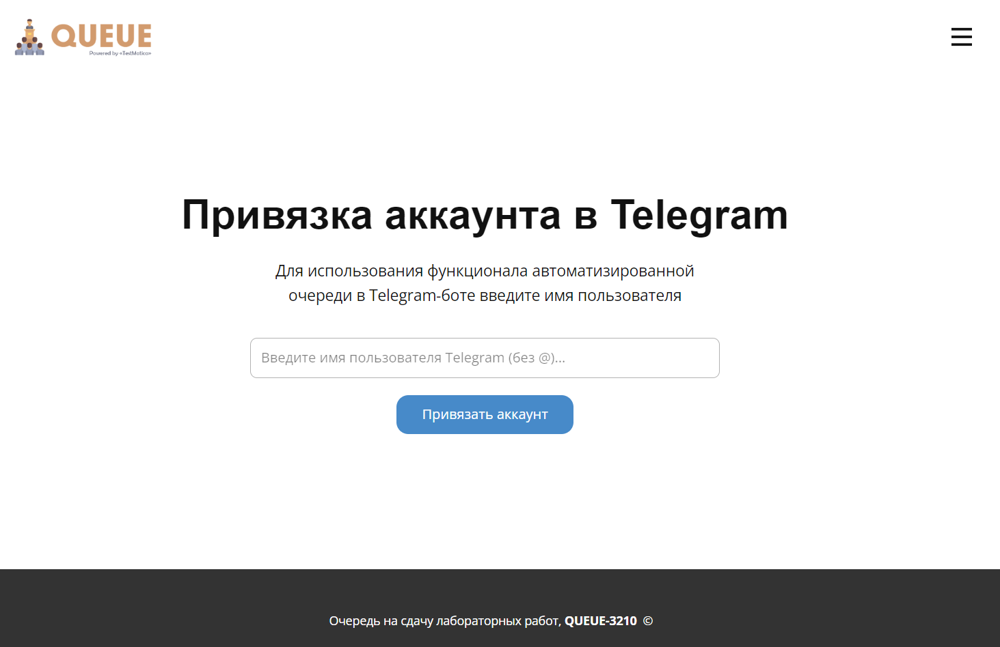 QUEUE
Powered by «TestMatica»
Привязка аккаунта в Telegram
Для использования функционала автоматизированной
очереди в Telegram-боте введите имя пользователя
Введите имя пользователя Telegram (без @)...
Привязать аккаунт
Очередь на сдачу лабораторных работ, QUEUE-3210 ©